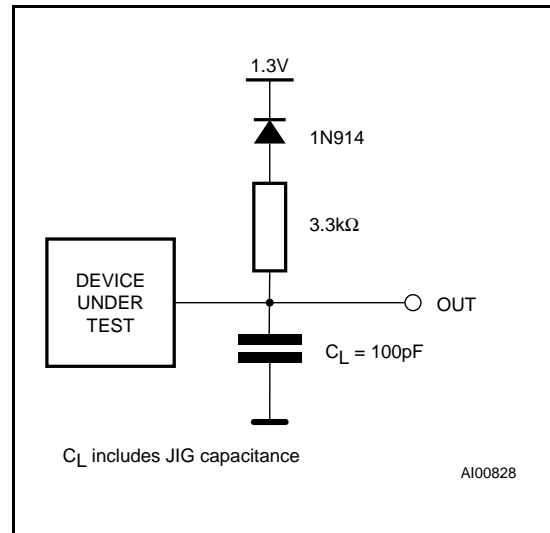 1.3V
1N914
3.3kΩ
DEVICE
UNDER
TEST
OUT
CL = 100pF
CL includes JIG capacitance
AI00828